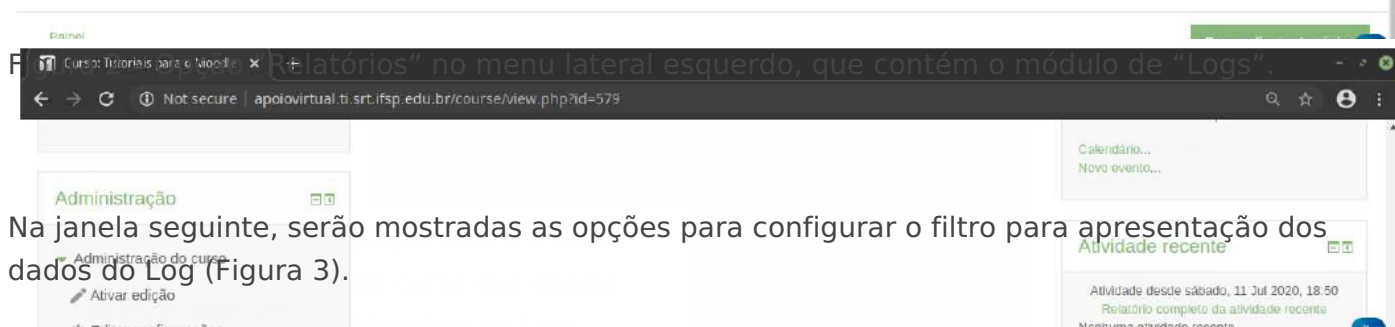 Painel
Figura 2 - Opção “Relatórios” no menu lateral esquerdo, que contém o módulo de “Logs”.
Curso: Tutoriais para o Moodle
Not secure | apoiovirtual.ti.srt.ifsp.edu.br/course/view.php?id=579
Calendário...
Novo evento...
Administração
Na janela seguinte, serão mostradas as opções para configurar o filtro para apresentação dos
Atividade recente
Administração do curso
dados do Log (Figura 3).
Ativar edição
Atividade desde sábado, 11 Jul 2020, 18:50
Relatório completo da atividade recente
Nenhuma atividade recente